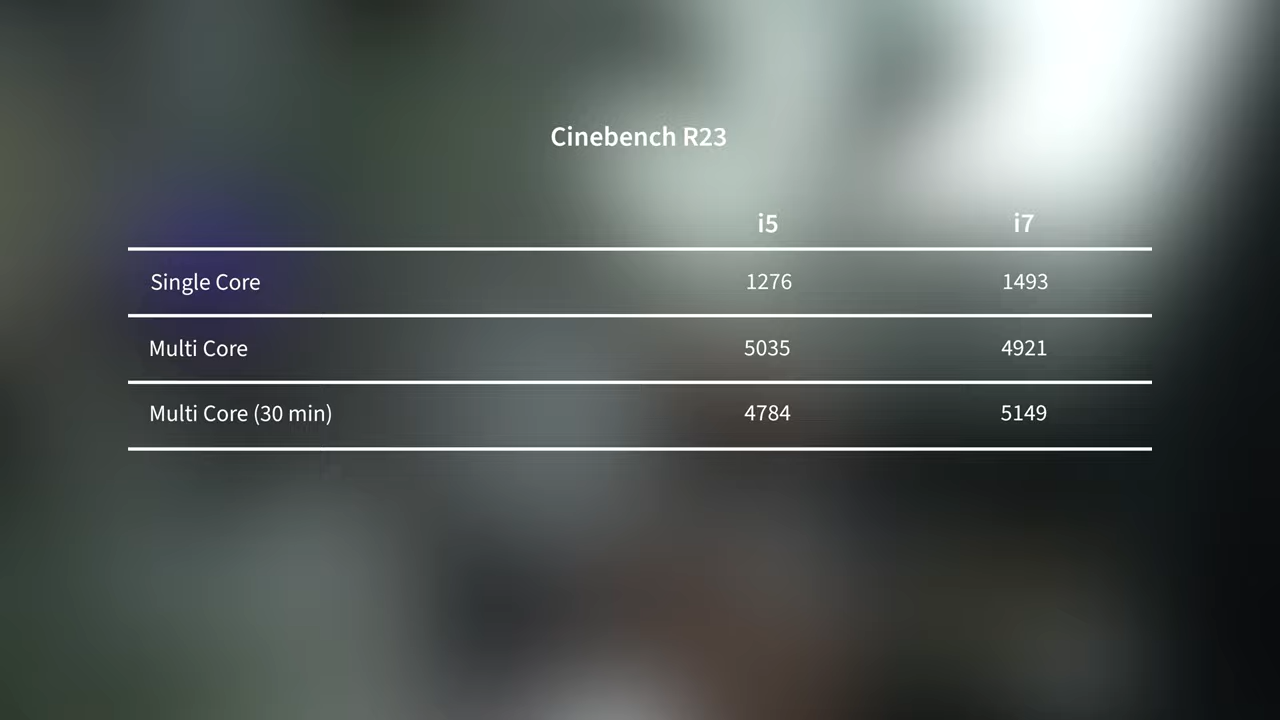 Cinebench R23
i5 i7
Single Core 1276 1493
Multi Core 5035 4921
Multi Core (30 min) 4784 5149